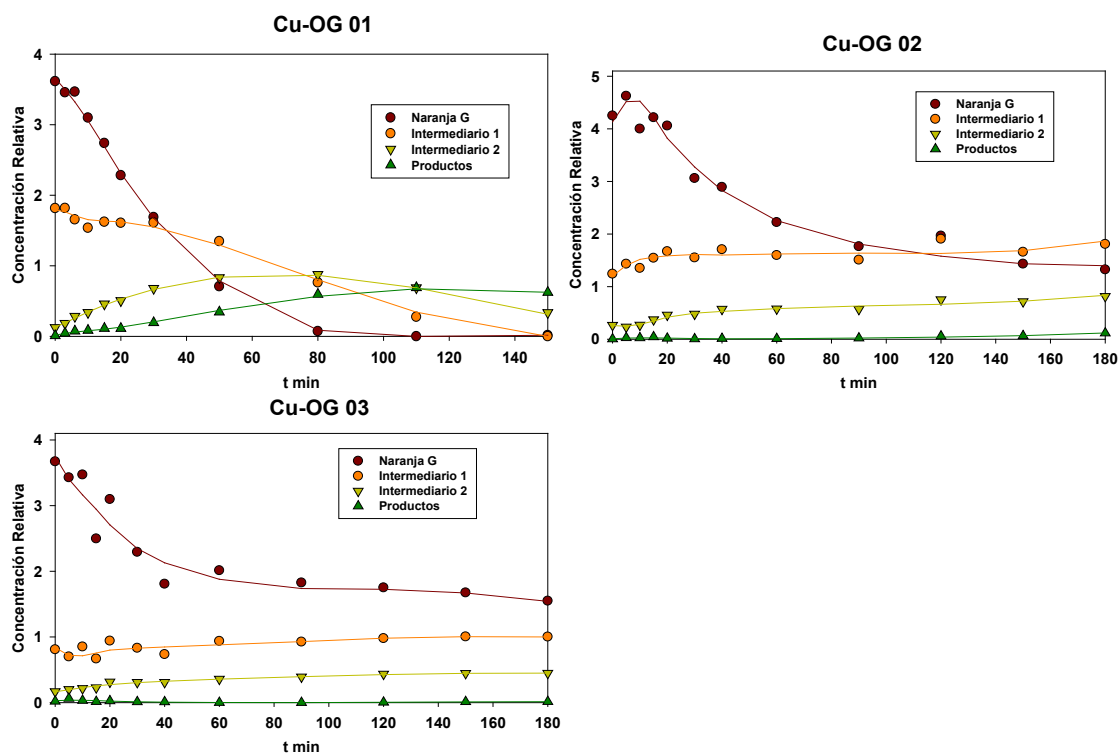 Cu-OG 01
4
3
2
1
0
Concentración Relativa
Naranja G
Intermediario 1
Intermediario 2
Productos
0 20 40 60 80 100 120 140
t min
Cu-OG 02
5
4
3
2
1
0
Concentración Relativa
Naranja G
Intermediario 1
Intermediario 2
Productos
0 20 40 60 80 100 120 140 160 180
t min
Cu-OG 03
4
3
2
1
0
Concentración Relativa
Naranja G
Intermediario 1
Intermediario 2
Productos
0 20 40 60 80 100 120 140 160 180
t min